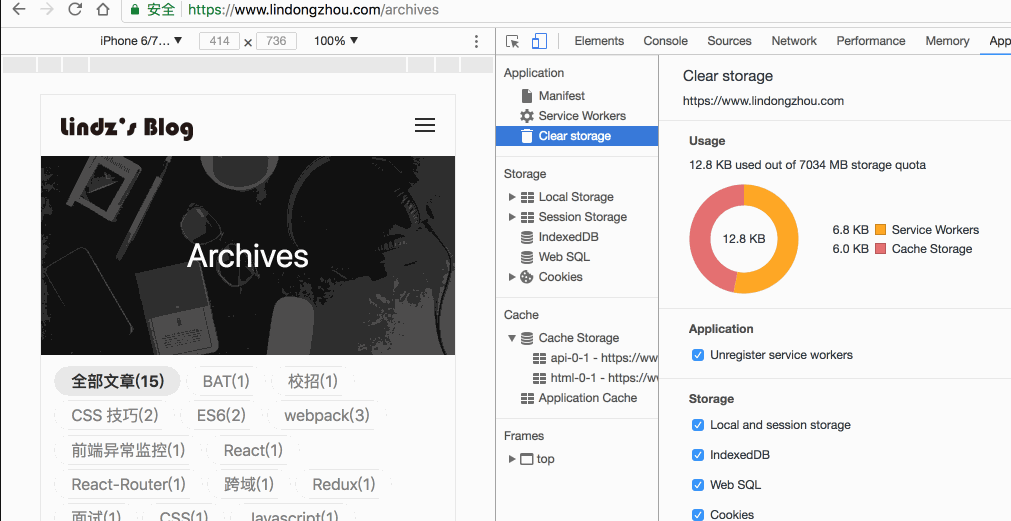 安全 https://www.lindongzhou.com/archives
iPhone 6/7... ▼ 414 × 736 100% ▼
Elements Console Sources Network Performance Memory App
Lindz's Blog
Archives
全部文章(15) BAT(1) 校招(1)
CSS 技巧(2) ES6(2) webpack(3)
前端异常监控(1) React(1)
React-Router(1) 跨域(1) Redux(1)
面试(1) CSS(1) Javascript(1)
Application
Manifest
Service Workers
Clear storage
Storage
Local Storage
Session Storage
IndexedDB
Web SQL
Cookies
Cache
Cache Storage
api-0-1 - https://ww
html-0-1 - https://w
Application Cache
Frames
top
Clear storage
https://www.lindongzhou.com
Usage
12.8 KB used out of 7034 MB storage quota
12.8 KB
6.8 KB Service Workers
6.0 KB Cache Storage
Application
Unregister service workers
Storage
Local and session storage
IndexedDB
Web SQL
Cookies